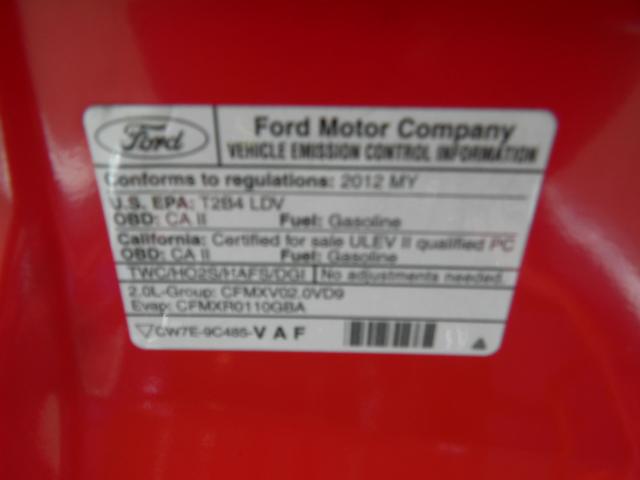 Ford
Ford Motor Company
VEHICLE EMISSION CONTROL INFORMATION
Conforms to regulations: 2012 MY
U.S. EPA: T2B4 LDV
OBD: CA II Fuel: Gasoline
California: Certified for sale ULEV II qualified PC
OBD: CA II Fuel: Gasoline
TWC/HO2S/HAFS/DGI No adjustments needed.
2.0L-Group: CFMXV02.0VD9
Evap: CFMXR0110GBA
CW7E-9C485-VAF